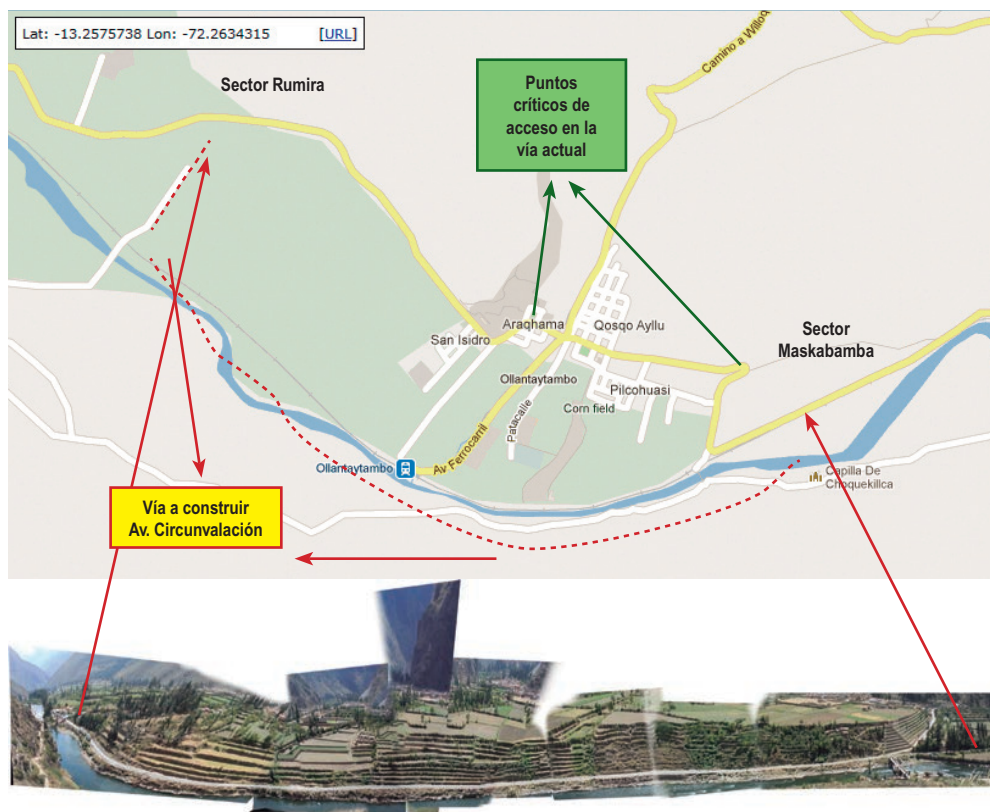 Lat: -13.2575738 Lon: -72.2634315 [URL]
Sector Rumira
Puntos
críticos de
acceso en la
vía actual
Camino a Willoq
Araqhama
Qosqo Ayllu
San Isidro
Sector
Maskabamba
Ollantaytambo
Pilcohuasi
Corn field
Patacalle
Av Ferrocarril
Ollantaytambo
Capilla De
Choquekillca
Vía a construir
Av. Circunvalación